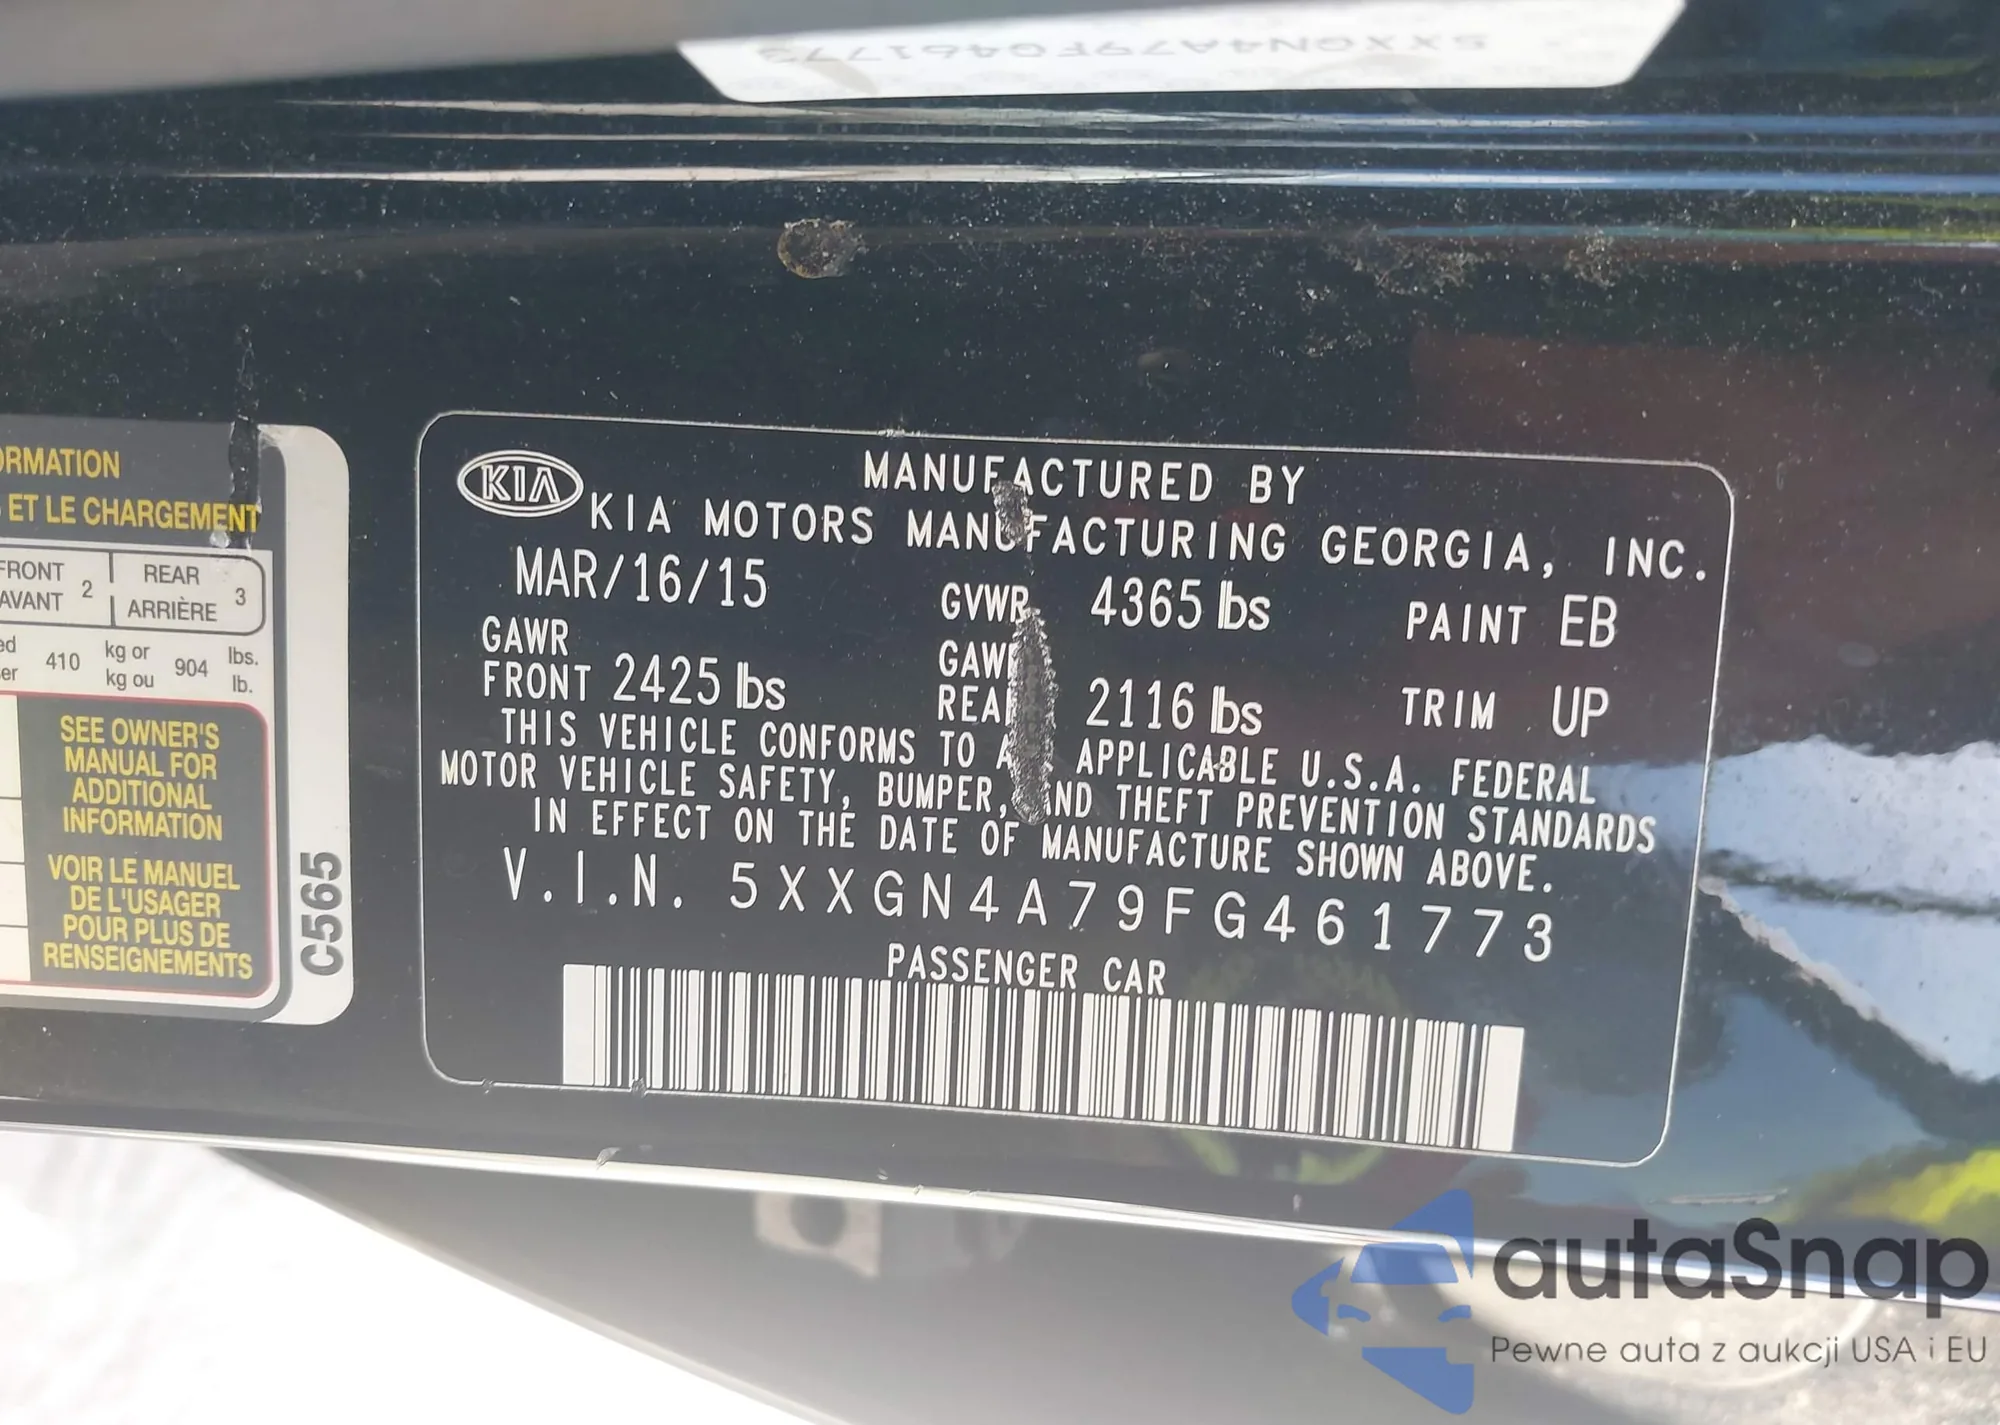 5XXGN4A79FG461773
ORMATION
ET LE CHARGEMENT
FRONT 2 REAR 3
AVANT ARRIÈRE
410 kg or 904 lbs.
kg ou lb.
SEE OWNER'S
MANUAL FOR
ADDITIONAL
INFORMATION
VOIR LE MANUEL
DE L'USAGER
POUR PLUS DE
RENSEIGNEMENTS
C565
KIA
MANUFACTURED BY
KIA MOTORS MANUFACTURING GEORGIA, INC.
MAR/16/15 GVWR 4365 lbs PAINT EB
GAWR FRONT 2425 lbs GAWR REAR 2116 lbs TRIM UP
THIS VEHICLE CONFORMS TO A APPLICABLE U.S.A. FEDERAL
MOTOR VEHICLE SAFETY, BUMPER, AND THEFT PREVENTION STANDARDS
IN EFFECT ON THE DATE OF MANUFACTURE SHOWN ABOVE.
V.I.N. 5XXGN4A79FG461773
PASSENGER CAR
autaSnap
Pewne auta z aukcji USA i EU